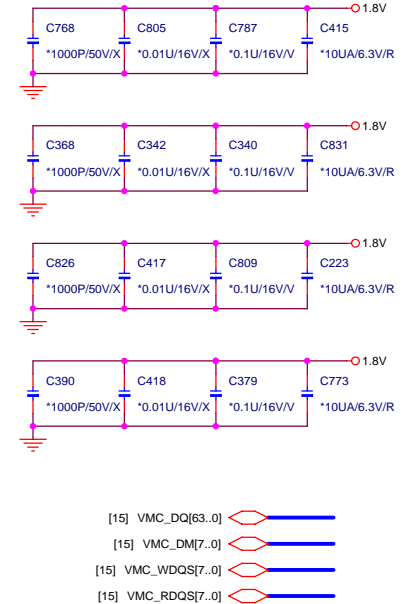 1.8V
C768 C805 C787 C415
*1000P/50V/X *0.01U/16V/X *0.1U/16V/V *10UA/6.3V/R
1.8V
C368 C342 C340 C831
*1000P/50V/X *0.01U/16V/X *0.1U/16V/V *10UA/6.3V/R
1.8V
C826 C417 C809 C223
*1000P/50V/X *0.01U/16V/X *0.1U/16V/V *10UA/6.3V/R
1.8V
C390 C418 C379 C773
*1000P/50V/X *0.01U/16V/X *0.1U/16V/V *10UA/6.3V/R
[15] VMC_DQ[63..0]
[15] VMC_DM[7..0]
[15] VMC_WDQS[7..0]
[15] VMC_RDQS[7..0]